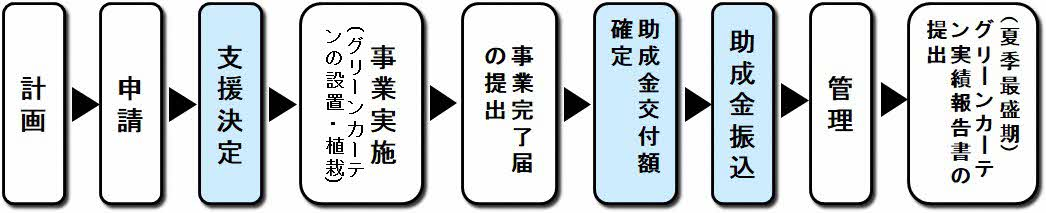 計画
申請
支援決定
事業実施
(グリーンカーテ
ンの設置・植栽)
事業完了届
の提出
助成金交付額
確定
助成金振込
管理
(夏季最盛期)
グリーンカーテ
ン実績報告書の
提出